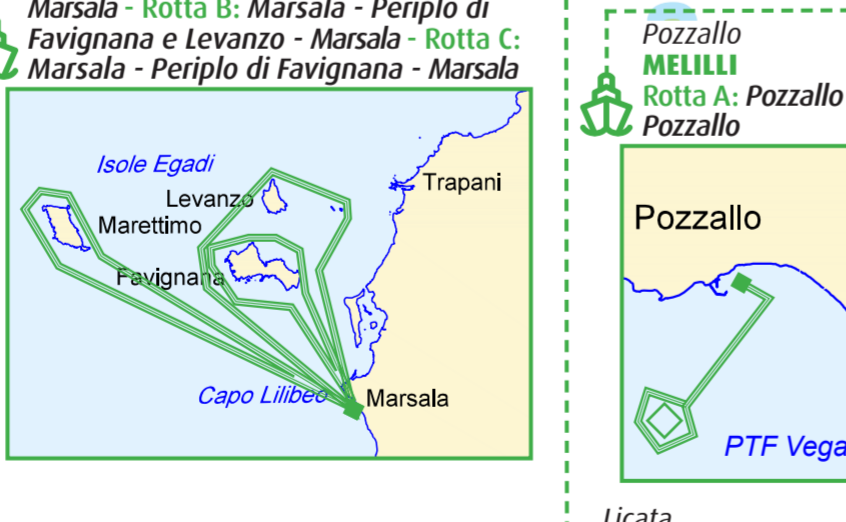 Marsala - Rotta B: Marsala - Periplo di
Favignana e Levanzo - Marsala - Rotta C:
Marsala - Periplo di Favignana - Marsala
Isole Egadi
Levanzo
Trapani
Marettimo
Favignana
Capo Lilibeo
Marsala
Pozzallo
MELILLI
Rotta A: Pozzallo
Pozzallo
Pozzallo
PTF Vega
Licata